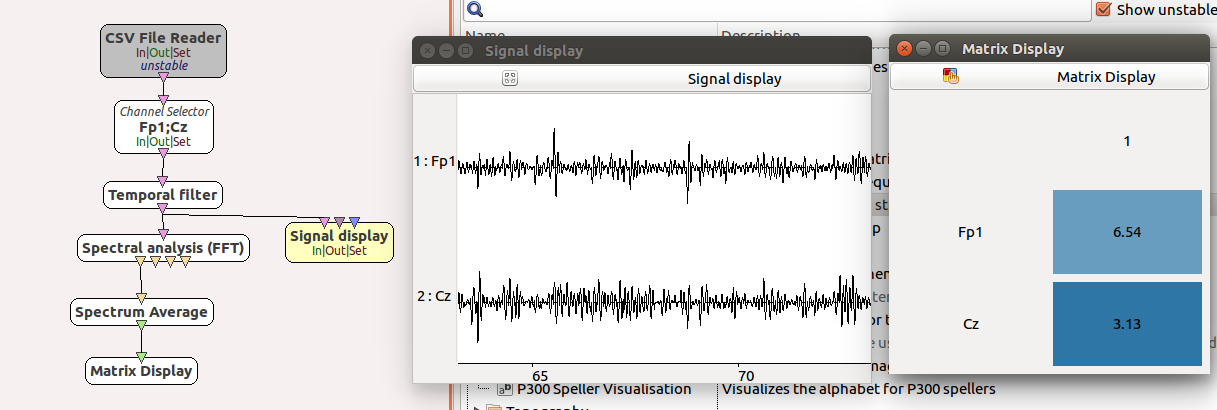 CSV File Reader
In|Out|Set
unstable
Channel Selector
Fp1;Cz
In|Out|Set
Temporal filter
Signal display
In|Out|Set
Spectral analysis (FFT)
Spectrum Average
Matrix Display
Show unstable
Name
Description
Signal display
Signal display
1 : Fp1
2 : Cz
65
70
Matrix Display
Matrix Display
1
Fp1
6.54
Cz
3.13
P300 Speller Visualisation
Visualizes the alphabet for P300 spellers